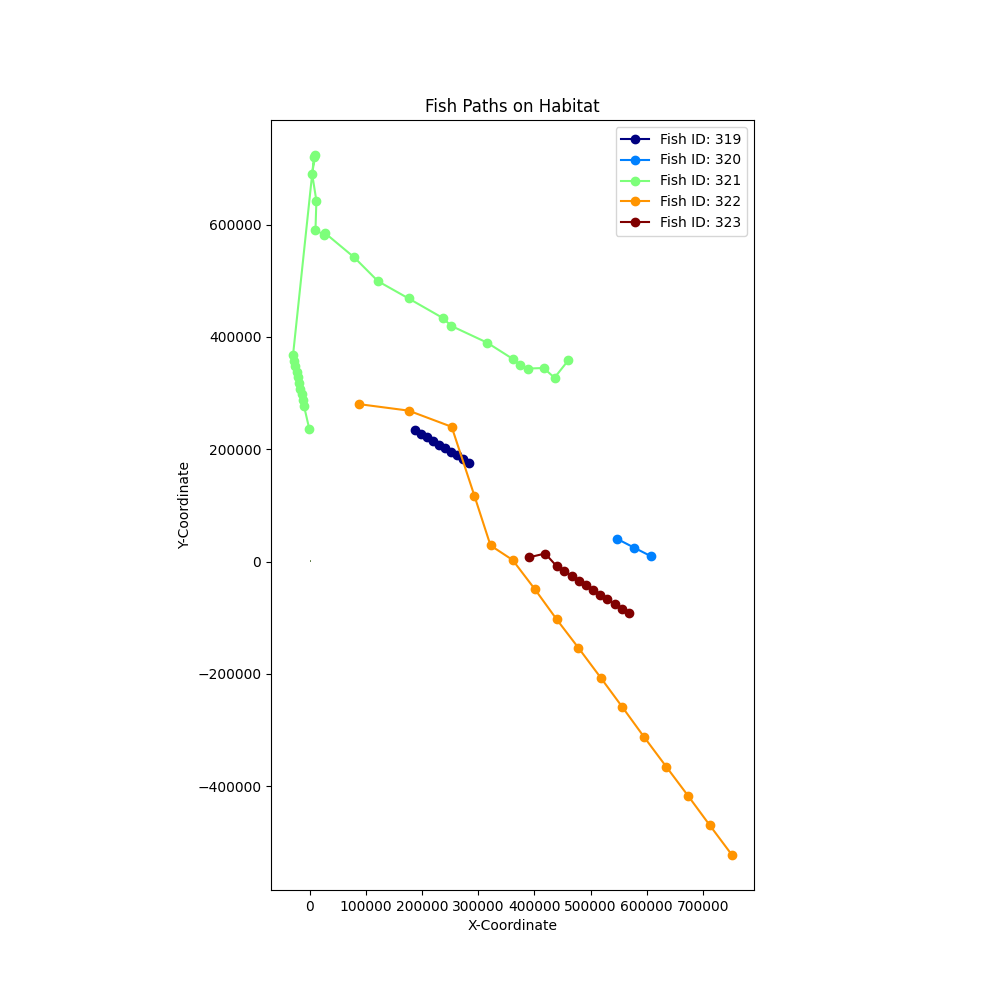 Fish Paths on Habitat
Fish ID: 319
Fish ID: 320
Fish ID: 321
Fish ID: 322
Fish ID: 323
600000
400000
200000
0
−200000
−400000
Y-Coordinate
0 100000 200000 300000 400000 500000 600000 700000
X-Coordinate